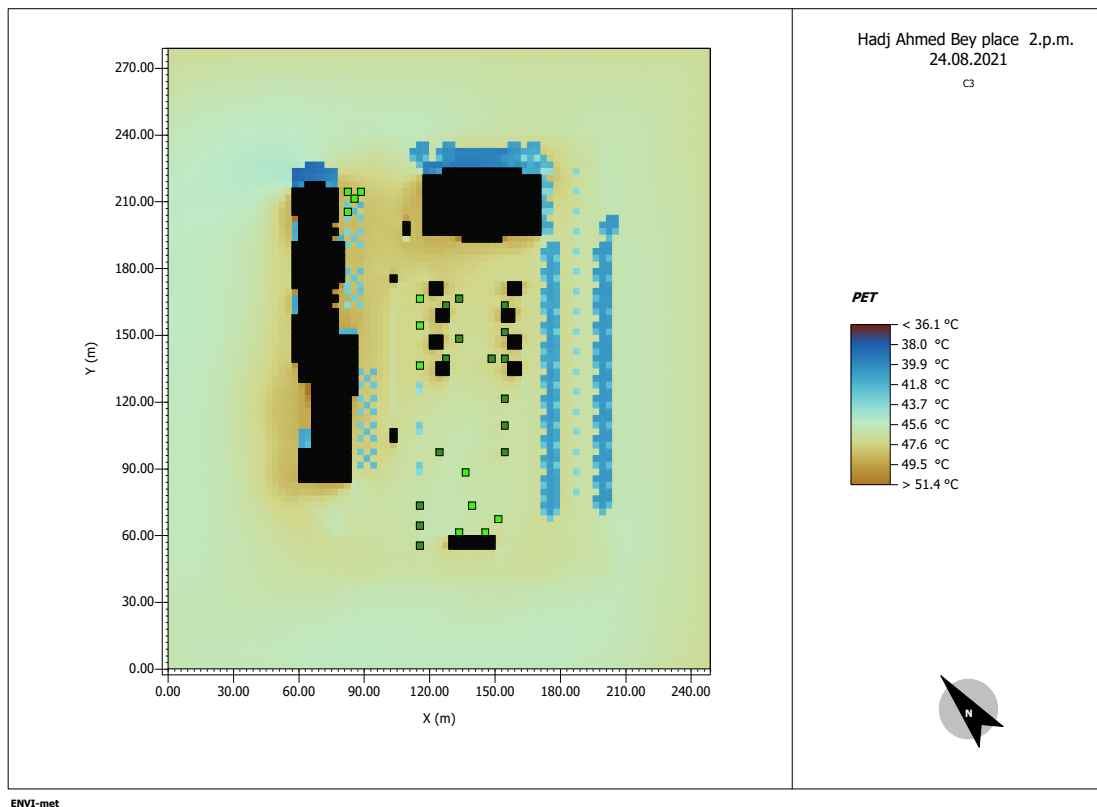 Hadj Ahmed Bey place 2.p.m.
24.08.2021
C3
270.00
240.00
210.00
180.00
150.00
120.00
90.00
60.00
30.00
0.00
Y (m)
0.00 30.00 60.00 90.00 120.00 150.00 180.00 210.00 240.00
X (m)
PET
< 36.1 °C
38.0 °C
39.9 °C
41.8 °C
43.7 °C
45.6 °C
47.6 °C
49.5 °C
> 51.4 °C
N
ENVI-met